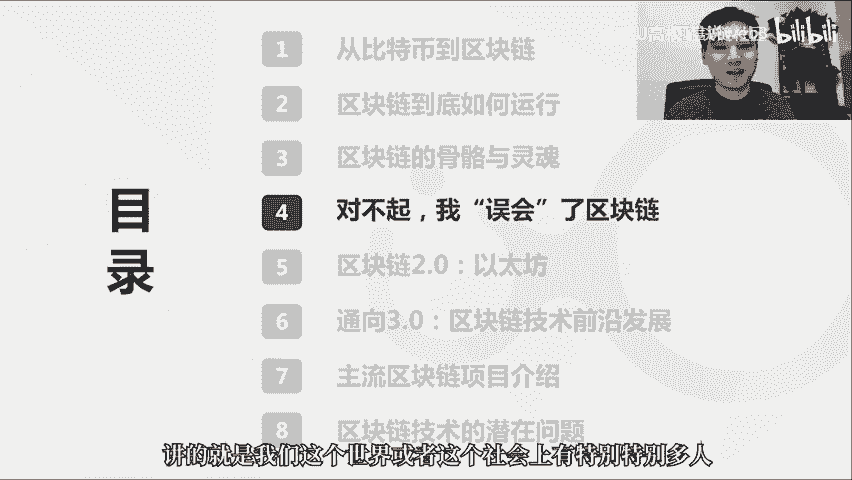 目录
1 从比特币到区块链
2 区块链到底如何运行
3 区块链的骨骼与灵魂
4 对不起，我“误会”了区块链
5 区块链2.0：以太坊
6 通向3.0：区块链技术前沿发展
7 主流区块链项目介绍
8 区块链技术的潜在问题
讲的就是我们这个世界或者这个社会上有特别特别多人
bilibili